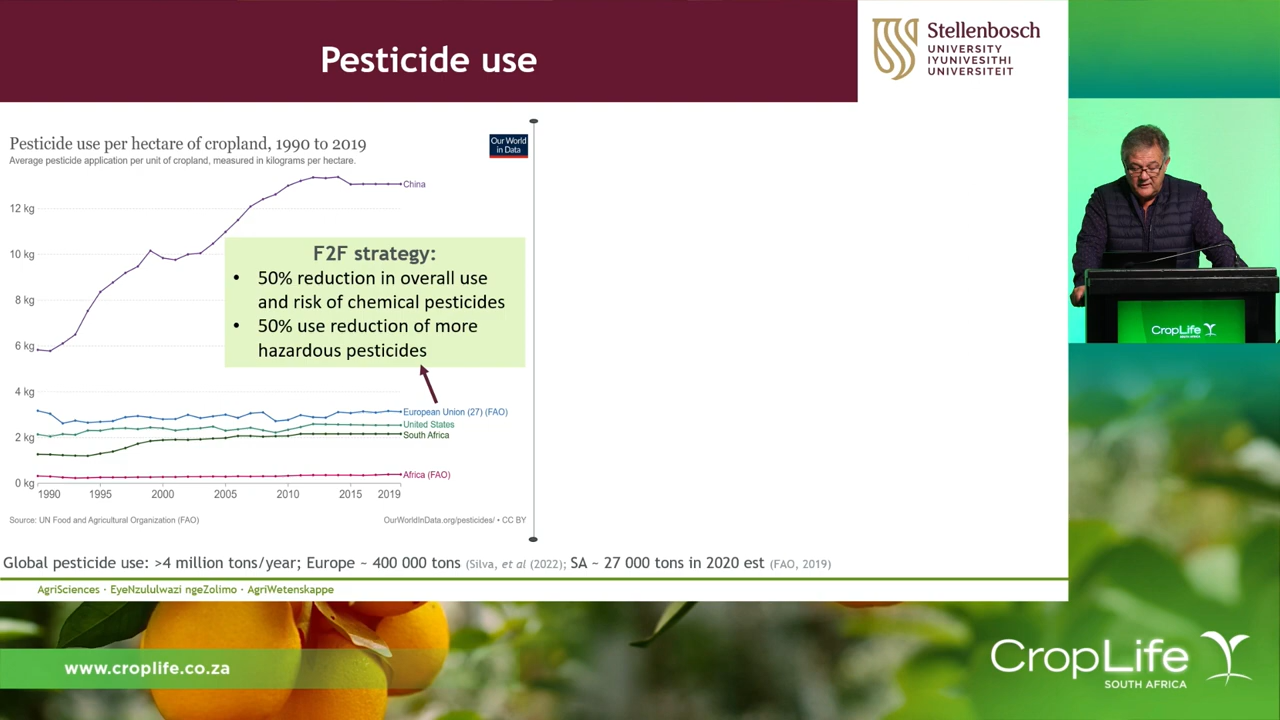 Pesticide use
Stellenbosch
UNIVERSITY
IYUNIVESITHI
UNIVERSITEIT
Pesticide use per hectare of cropland, 1990 to 2019
Average pesticide application per unit of cropland, measured in kilograms per hectare.
Our World
in Data
China
12 kg
10 kg
8 kg
6 kg
4 kg
2 kg
0 kg
F2F strategy:
• 50% reduction in overall use
and risk of chemical pesticides
• 50% use reduction of more
hazardous pesticides
European Union (27) (FAO)
United States
South Africa
Africa (FAO)
1990 1995 2000 2005 2010 2015 2019
Source: UN Food and Agricultural Organization (FAO)
OurWorldInData.org/pesticides/ • CC BY
Global pesticide use: >4 million tons/year; Europe ~ 400 000 tons (Silva, et al (2022); SA ~ 27 000 tons in 2020 est (FAO, 2019)
AgriSciences · EyeNzululwazi ngeZolimo · AgriWetenskappe
CropLife
SOUTH AFRICA
www.croplife.co.za
CropLife
SOUTH AFRICA